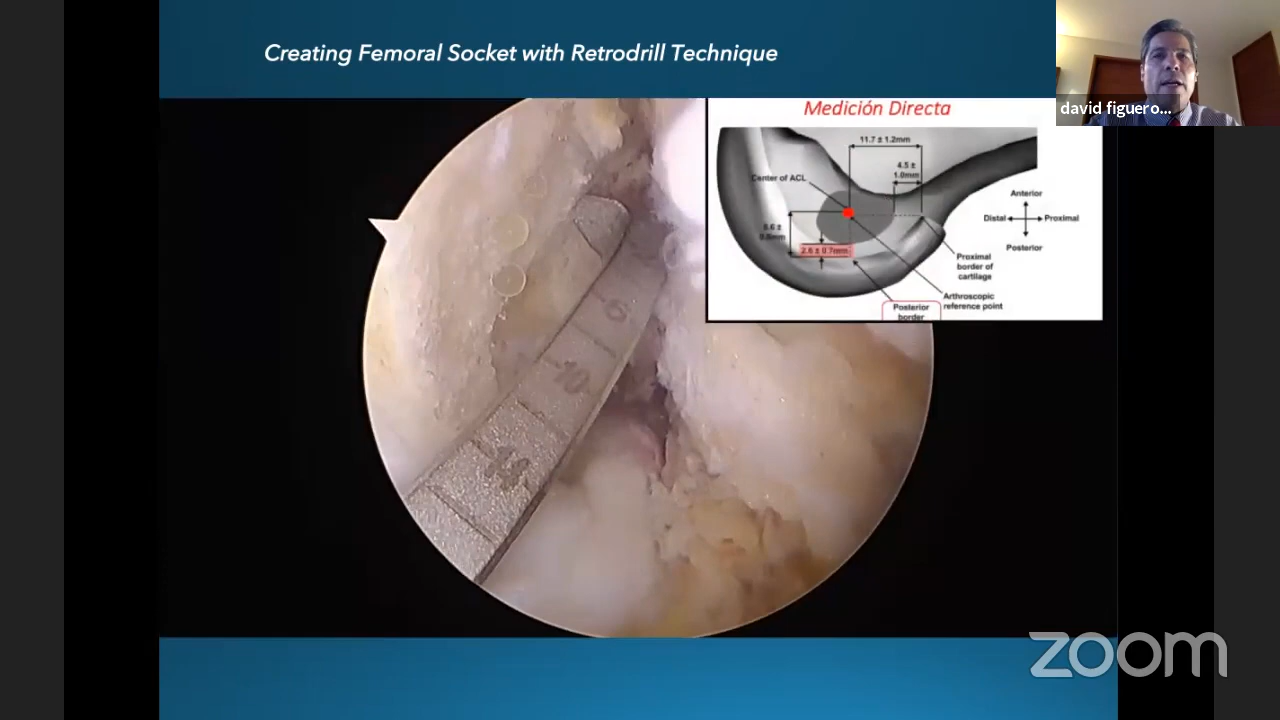 Creating Femoral Socket with Retrodrill Technique
david figuero...
Medición Directa
11.7 ± 1.2mm
4.5 ±
1.0mm
Center of ACL
Anterior
Distal
Proximal
Posterior
2.6 ± 0.7mm
Proximal
border of
cartilage
Arthroscopic
reference point
Posterior
border
10
zoom